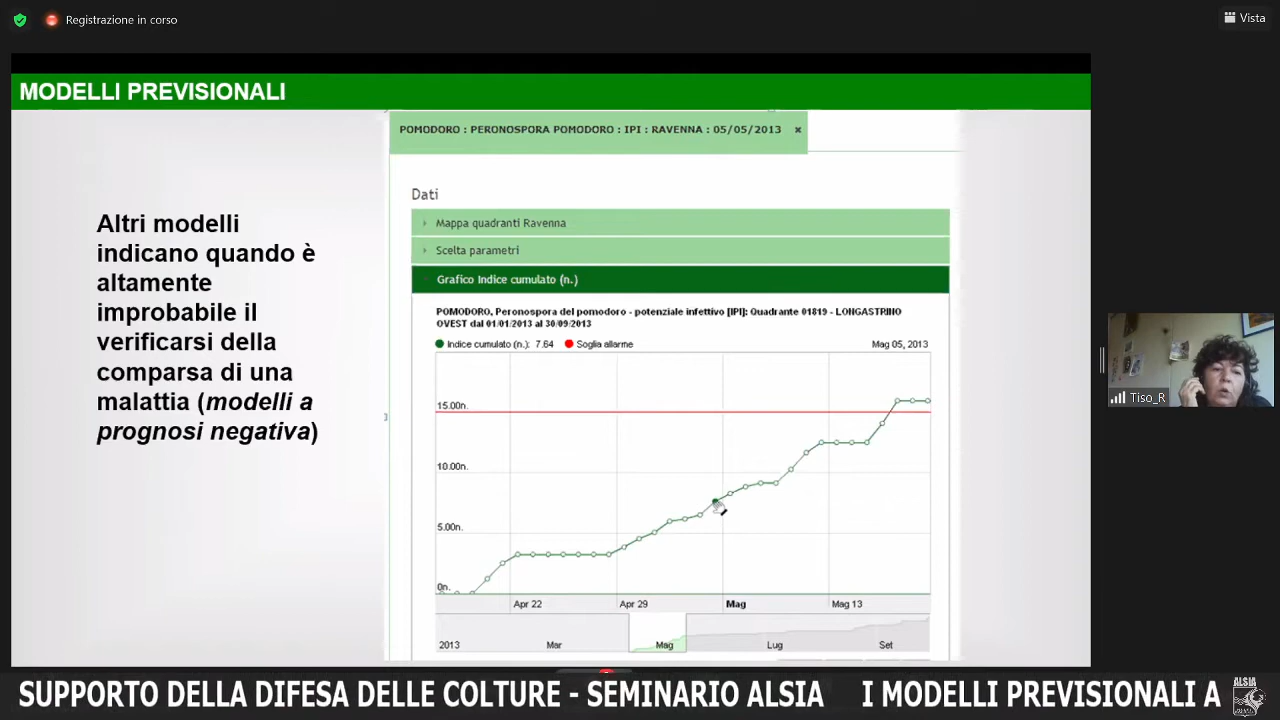 Registrazione in corso
Vista
MODELLI PREVISIONALI
POMODORO : PERONOSPORA POMODORO : IPI : RAVENNA : 05/05/2013 ×
Altri modelli
indicano quando è
altamente
improbabile il
verificarsi della
comparsa di una
malattia (modelli a
prognosi negativa)
Dati
Mappa quadranti Ravenna
Scelta parametri
Grafico Indice cumulato (n.)
POMODORO, Peronospora del pomodoro - potenziale infettivo [IPI]: Quadrante 01819 - LONGASTRINO
OVEST dal 01/01/2013 al 30/09/2013
Indice cumulato (n.): 7.64 Soglia allarme Mag 05, 2013
15.00n.
10.00n.
5.00n.
0n.
Apr 22 Apr 29 Mag Mag 13
2013 Mar Mag Lug Set
Tiso_R
SUPPORTO DELLA DIFESA DELLE COLTURE - SEMINARIO ALSIA I MODELLI PREVISIONALI A
ALSIA